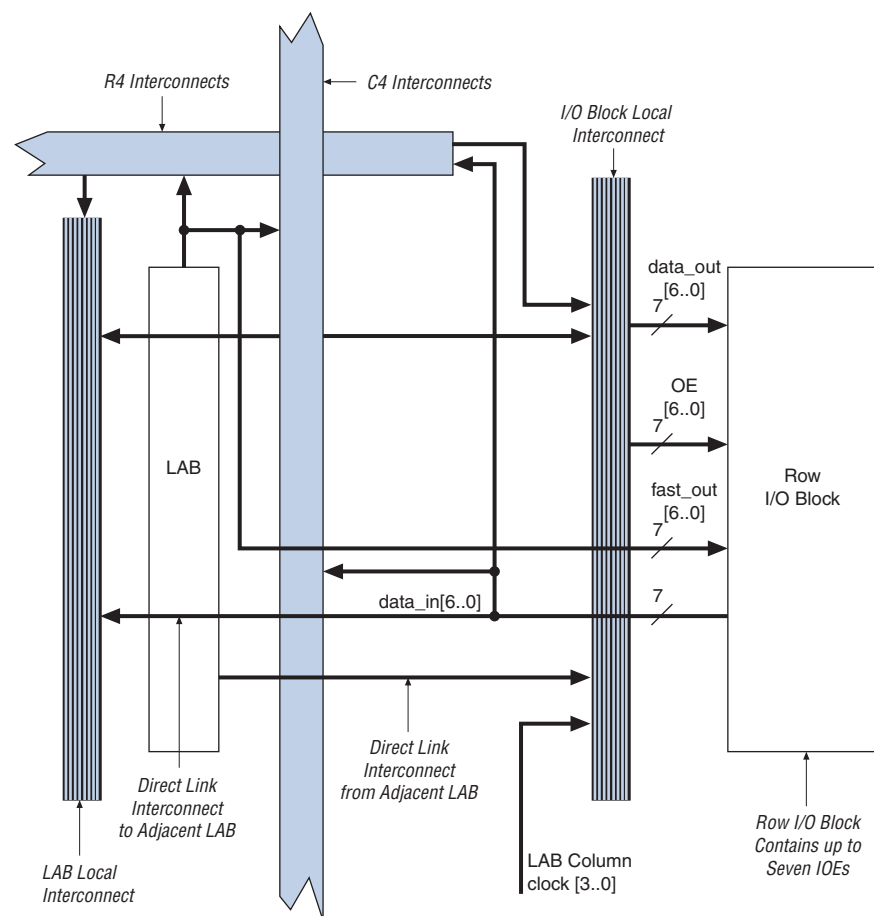 R4 Interconnects
C4 Interconnects
I/O Block Local
Interconnect
data_out
[6..0]
7
OE
[6..0]
7
LAB
Row
I/O Block
fast_out
[6..0]
7
data_in[6..0]
7
Direct Link
Interconnect
to Adjacent LAB
Direct Link
Interconnect
from Adjacent LAB
LAB Local
Interconnect
LAB Column
clock [3..0]
Row I/O Block
Contains up to
Seven IOEs